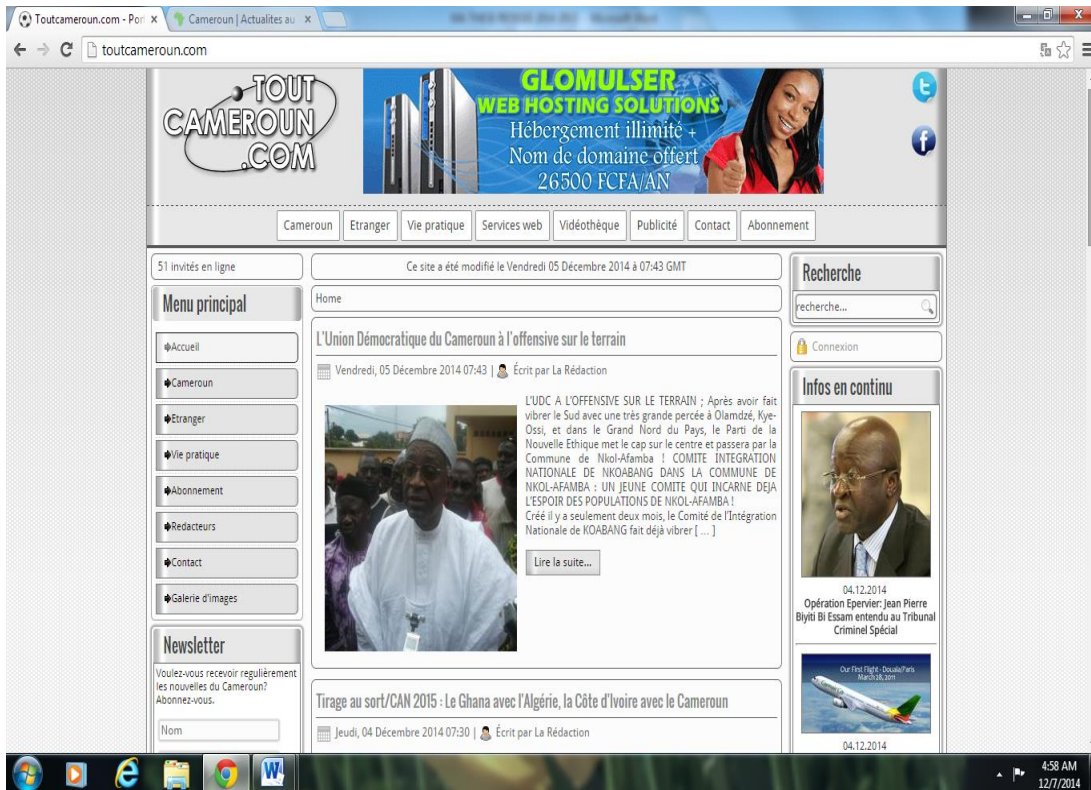 Toutcameroun.com - Por
Cameroun | Actualites au
toutcameroun.com
TOUT
CAMEROUN
.COM
GLOMULSER
WEB HOSTING SOLUTIONS
Hébergement illimité +
Nom de domaine offert
26500 FCFA/AN
Cameroun
Etranger
Vie pratique
Services web
Vidéothèque
Publicité
Contact
Abonnement
51 invités en ligne
Menu principal
Accueil
Cameroun
Etranger
Vie pratique
Abonnement
Redacteurs
Contact
Galerie d'images
Newsletter
Voulez-vous recevoir regulièrement
les nouvelles du Cameroun?
Abonnez-vous.
Nom
Ce site a été modifié le Vendredi 05 Décembre 2014 à 07:43 GMT
Home
L'Union Démocratique du Cameroun à l'offensive sur le terrain
Vendredi, 05 Décembre 2014 07:43 | Écrit par La Rédaction
L'UDC A L'OFFENSIVE SUR LE TERRAIN ; Après avoir fait
vibrer le Sud avec une très grande percée à Olamdzé, Kye-
Ossi, et dans le Grand Nord du Pays, le Parti de la
Nouvelle Ethique met le cap sur le centre et passera par la
Commune de Nkol-Afamba ! COMITE INTEGRATION
NATIONALE DE NKOABANG DANS LA COMMUNE DE
NKOL-AFAMBA : UN JEUNE COMITE QUI INCARNE DEJA
L'ESPOIR DES POPULATIONS DE NKOL-AFAMBA !
Créé il y a seulement deux mois, le Comité de l'Intégration
Nationale de KOABANG fait déjà vibrer [ ... ]
Lire la suite...
Tirage au sort/CAN 2015 : Le Ghana avec l'Algérie, la Côte d'Ivoire avec le Cameroun
Jeudi, 04 Décembre 2014 07:30 | Écrit par La Rédaction
Recherche
recherche...
Connexion
Infos en continu
04.12.2014
Opération Epervier: Jean Pierre
Biyiti Bi Essam entendu au Tribunal
Criminel Spécial
Our First Flight - Douala/Paris
March 28, 2011
04.12.2014
4:58 AM
12/7/2014